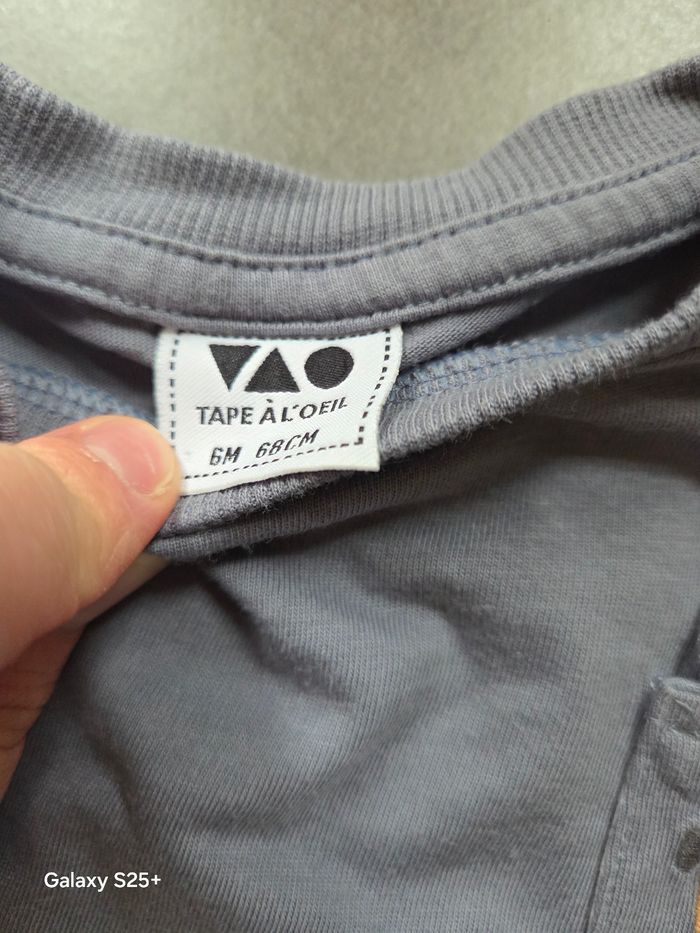 TAPE À L'OEIL
6M 68CM
Galaxy S25+